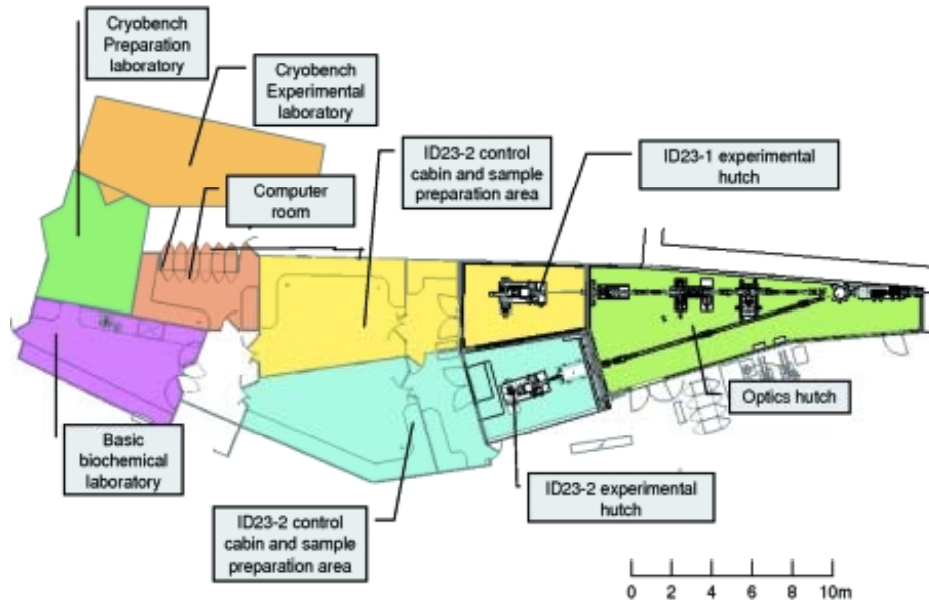 Cryobench
Preparation
laboratory
Cryobench
Experimental
laboratory
ID23-2 control
cabin and sample
preparation area
ID23-1 experimental
hutch
Computer
room
Optics hutch
Basic
biochemical
laboratory
ID23-2 experimental
hutch
ID23-2 control
cabin and sample
preparation area
0 2 4 6 8 10m